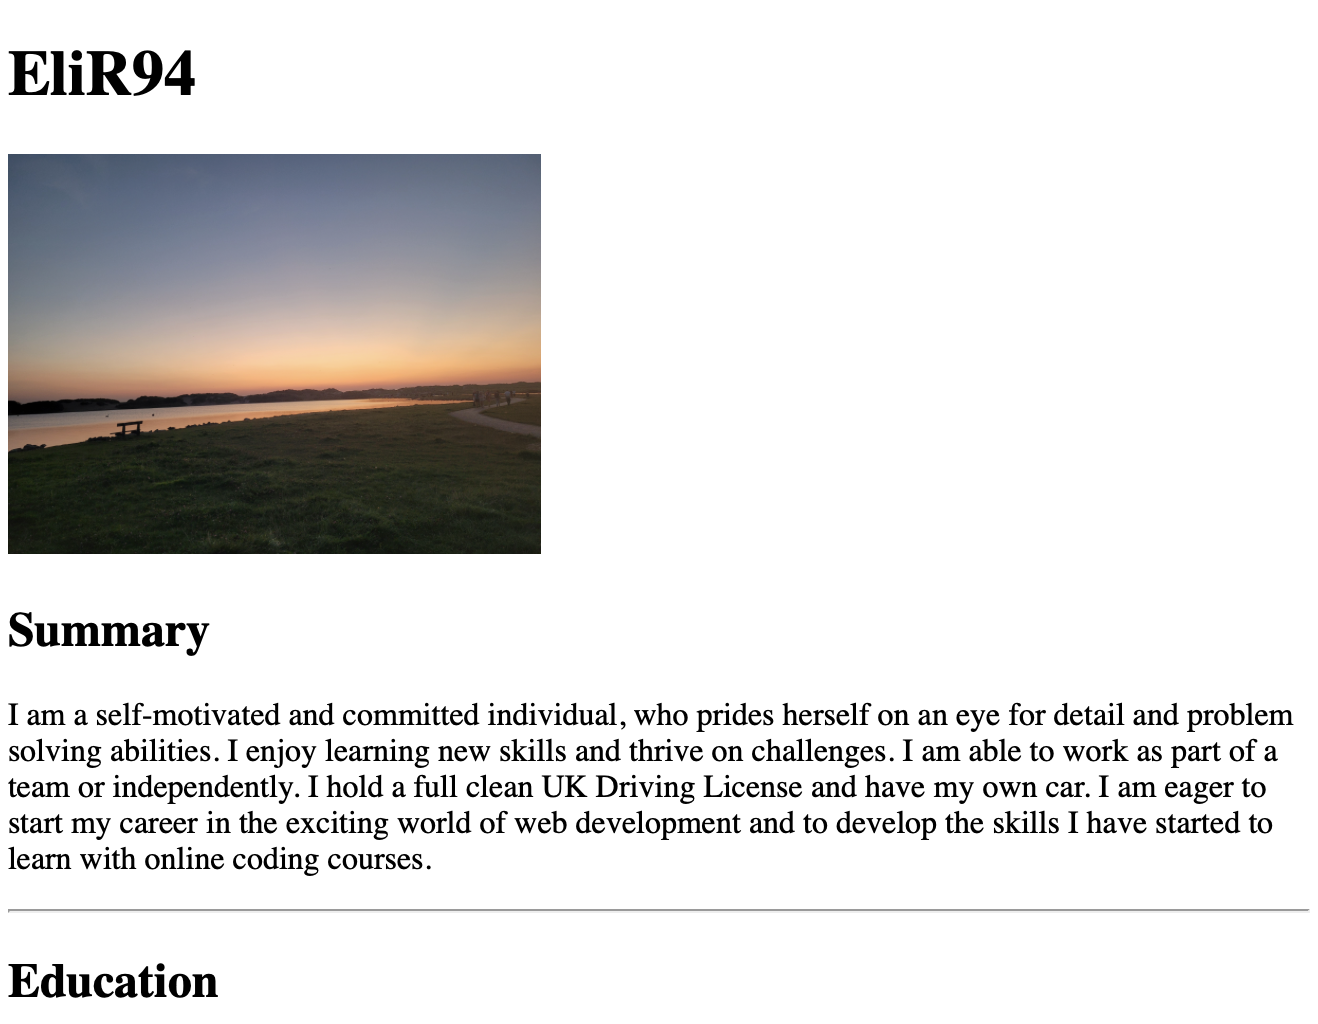 EliR94
Summary
I am a self-motivated and committed individual, who prides herself on an eye for detail and problem
solving abilities. I enjoy learning new skills and thrive on challenges. I am able to work as part of a
team or independently. I hold a full clean UK Driving License and have my own car. I am eager to
start my career in the exciting world of web development and to develop the skills I have started to
learn with online coding courses.
Education